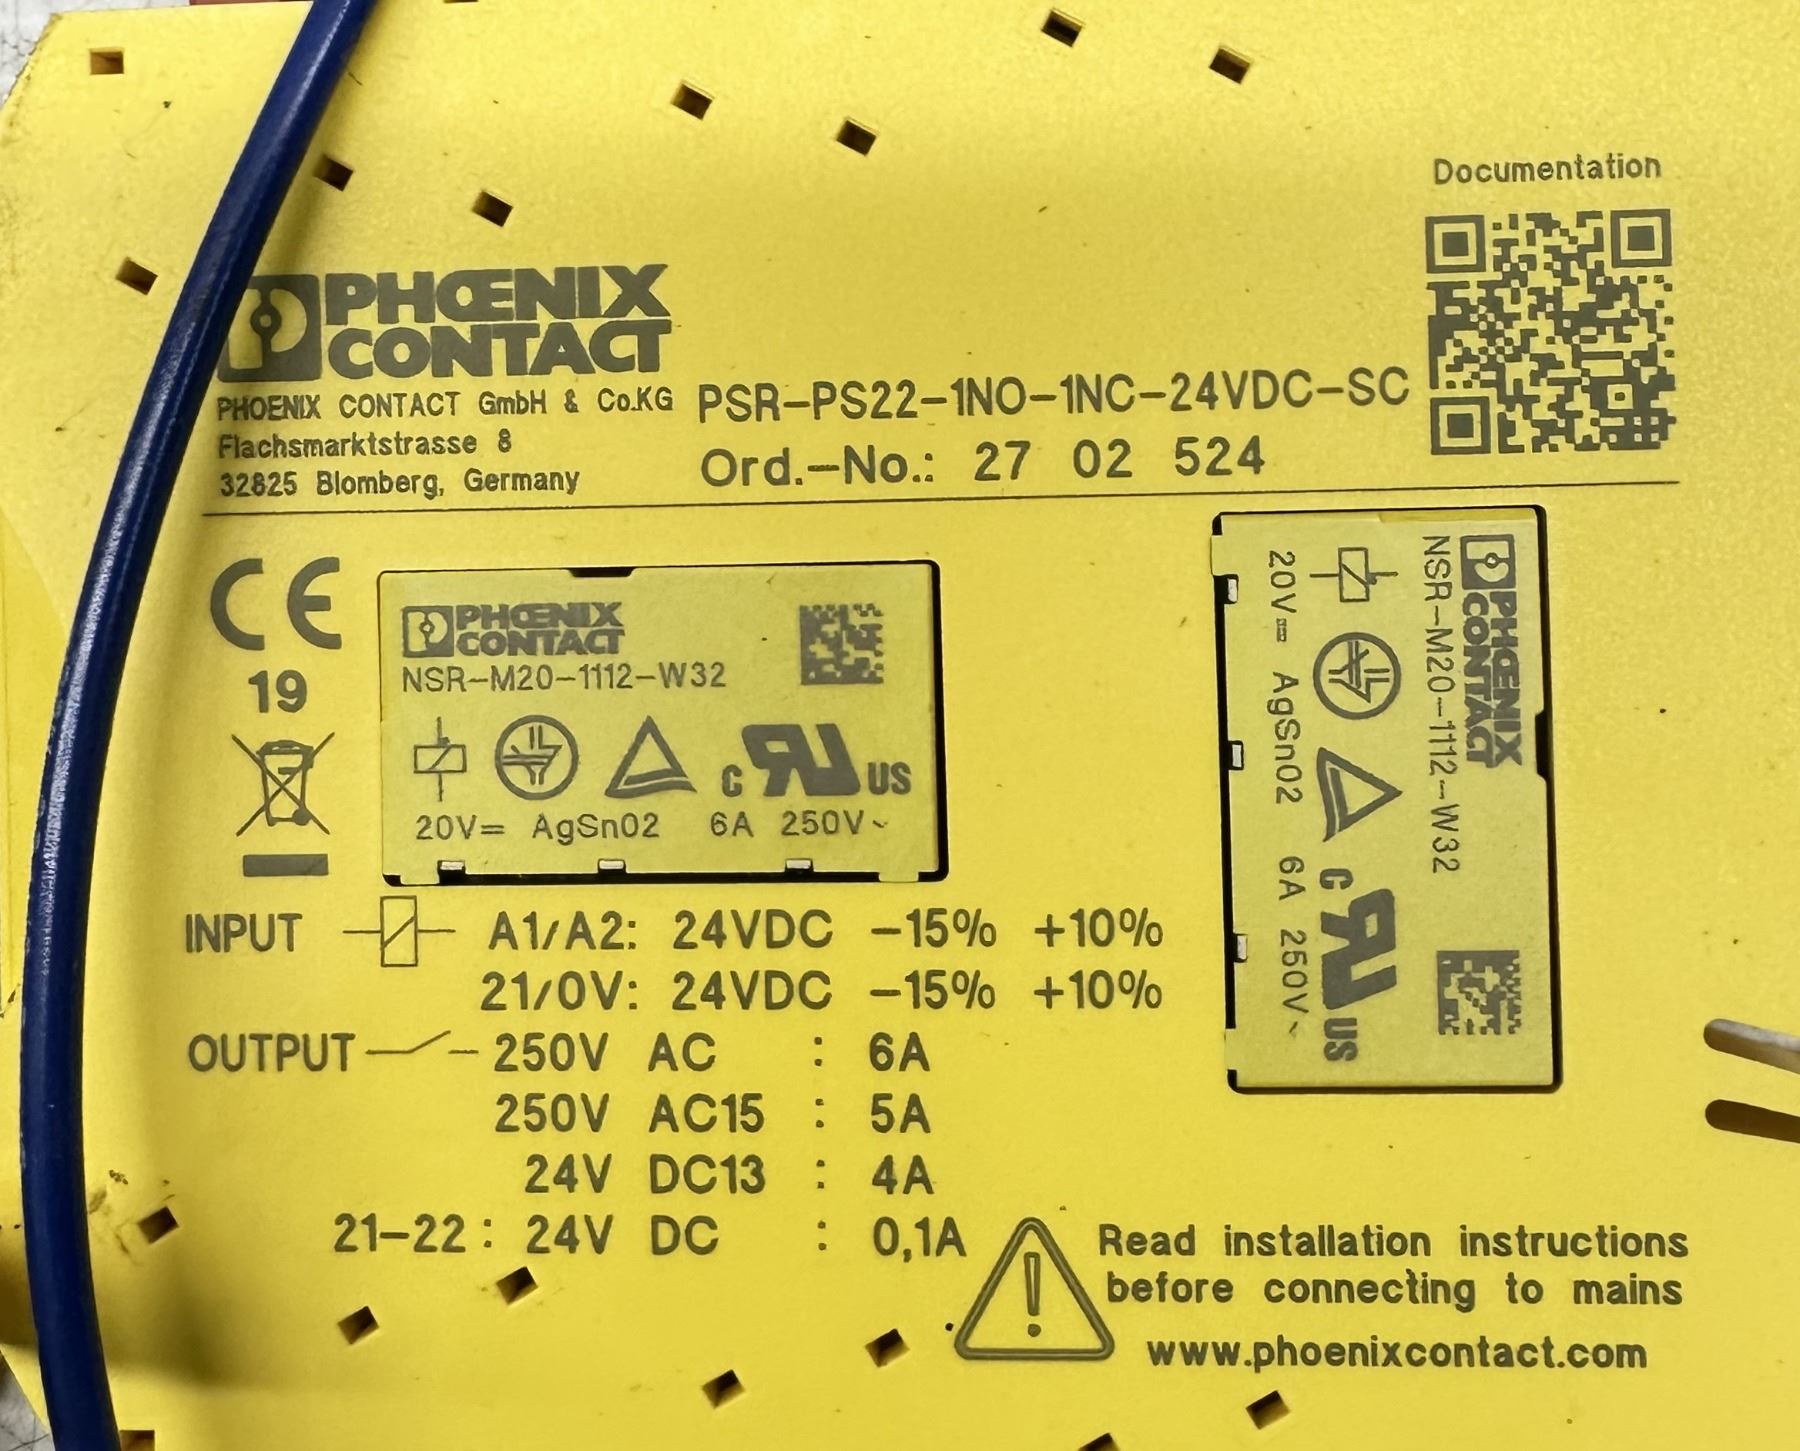 Documentation
PHŒNIX
CONTACT
PHOENIX CONTACT GmbH & Co.KG
Flachsmarktstrasse 8
32825 Blomberg, Germany
PSR-PS22-1NO-1NC-24VDC-SC
Ord.-No.: 27 02 524
CE
19
PHŒNIX
CONTACT
NSR-M20-1112-W32
c RU US
20V= AgSnO2 6A 250V~
PHŒNIX
CONTACT
NSR-M20-1112-W32
c RU US
20V= AgSnO2 6A 250V~
INPUT A1/A2: 24VDC -15% +10%
21/0V: 24VDC -15% +10%
OUTPUT 250V AC : 6A
250V AC15 : 5A
24V DC13 : 4A
21-22: 24V DC : 0,1A
Read installation instructions
before connecting to mains
www.phoenixcontact.com